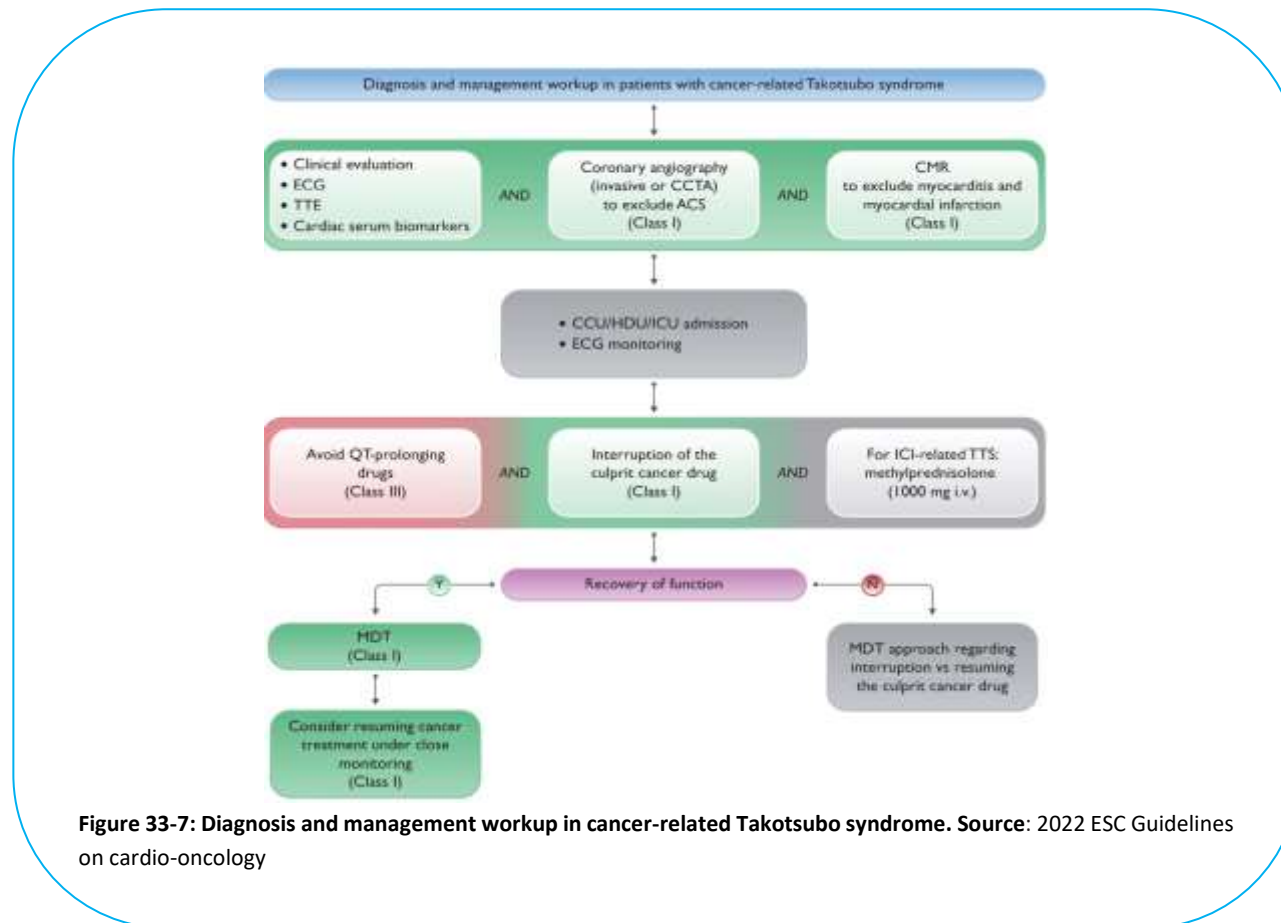 Diagnosis and management workup in patients with cancer-related Takotsubo syndrome
• Clinical evaluation
• ECG
• TTE
• Cardiac serum biomarkers
AND
Coronary angiography
(invasive or CCTA)
to exclude ACS
(Class I)
AND
CMR
to exclude myocarditis and
myocardial infarction
(Class I)
• CCU/HDU/ICU admission
• ECG monitoring
Avoid QT-prolonging
drugs
(Class III)
AND
Interruption of the
culprit cancer drug
(Class I)
AND
For ICI-related TTS:
methylprednisolone
(1000 mg i.v.)
Y
Recovery of function
N
MDT
(Class I)
MDT approach regarding
interruption vs resuming
the culprit cancer drug
Consider resuming cancer
treatment under close
monitoring
(Class I)
Figure 33-7: Diagnosis and management workup in cancer-related Takotsubo syndrome. Source: 2022 ESC Guidelines
on cardio-oncology